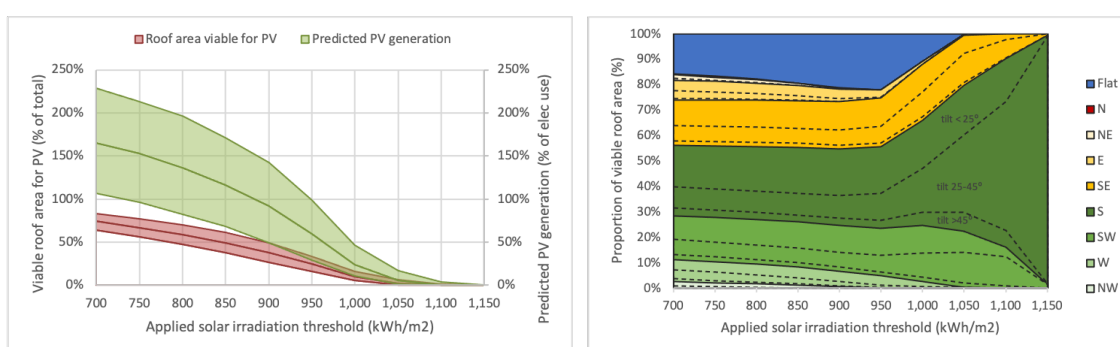 Roof area viable for PV Predicted PV generation
250%
200%
150%
100%
50%
0%
Viable roof area for PV (% of total)
250%
200%
150%
100%
50%
0%
Predicted PV generation (% of elec use)
700 750 800 850 900 950 1,000 1,050 1,100 1,150
Applied solar irradiation threshold (kWh/m2)
100%
90%
80%
70%
60%
50%
40%
30%
20%
10%
0%
Proportion of viable roof area (%)
tilt <25°
tilt 25-45°
tilt >45°
700 750 800 850 900 950 1,000 1,050 1,100 1,150
Applied solar irradiation threshold (kWh/m2)
Flat
N
NE
E
SE
S
SW
W
NW